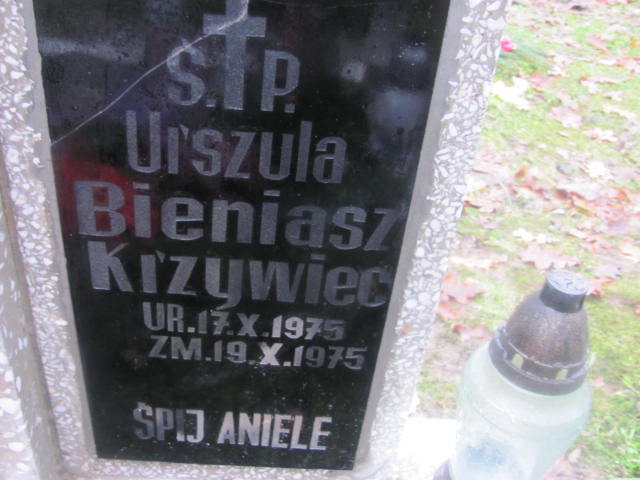 Ś.P.
Urszula
Bieniasz
Krzywiec
UR.17.X.1975
ZM.19.X.1975
ŚPIJ ANIELE